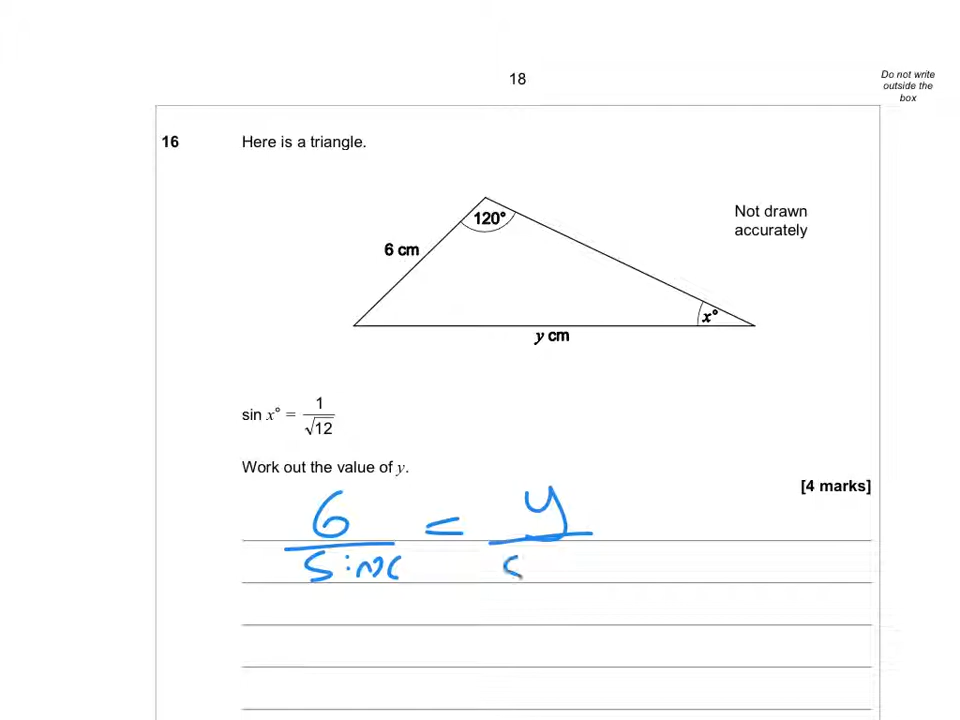 18
Do not write
outside the
box
16 Here is a triangle.
120°
Not drawn
accurately
6 cm
x°
y cm
sin x° = 1/√12
Work out the value of y.
[4 marks]
6/sinx = y/s